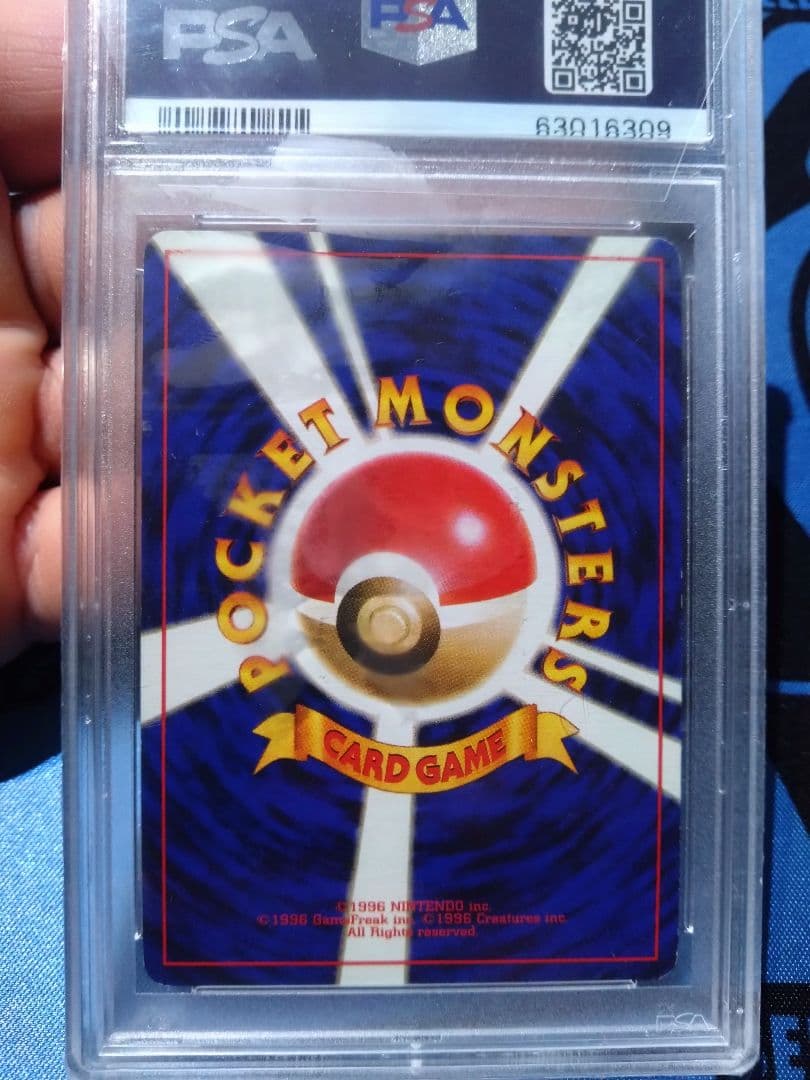 PSA
PSA
63016309
POCKET MONSTERS
CARD GAME
©1996 NINTENDO inc.
©1996 GameFreak inc. ©1996 Creatures inc.
All Rights reserved.
PSA
E